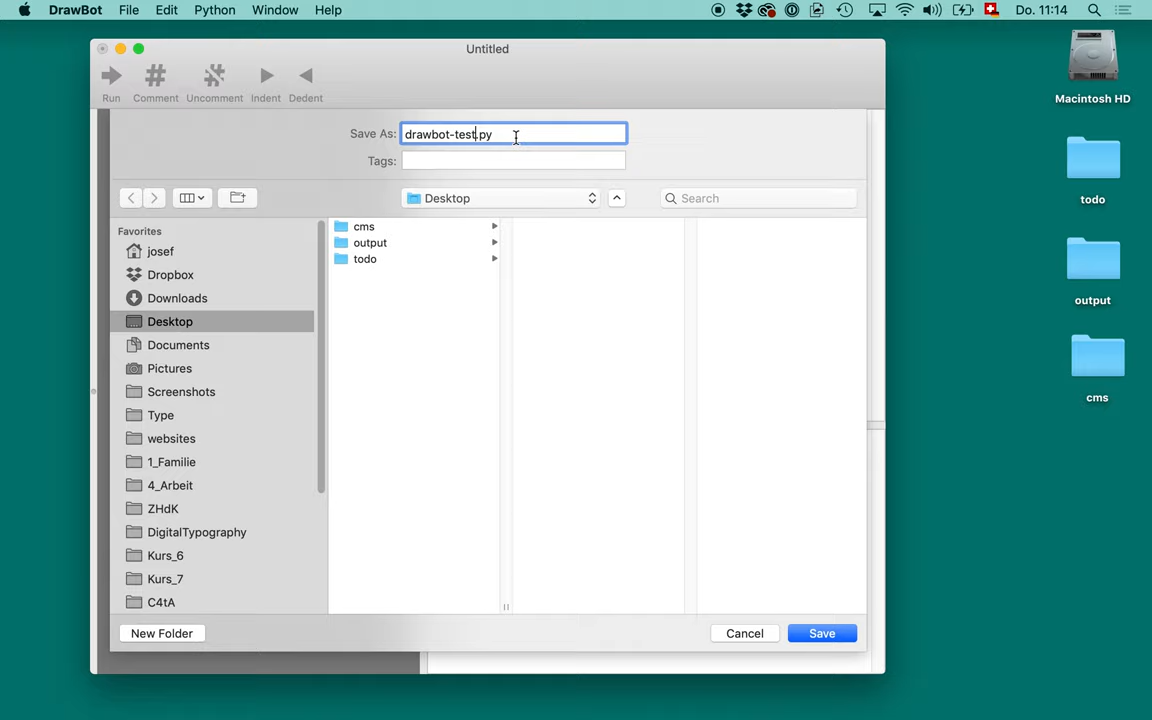 DrawBot File Edit Python Window Help Do. 11:14
Untitled
Run Comment Uncomment Indent Dedent
Save As: drawbot-test.py
Tags:
Desktop Search
Favorites
josef
Dropbox
Downloads
Desktop
Documents
Pictures
Screenshots
Type
websites
1_Familie
4_Arbeit
ZHdK
DigitalTypography
Kurs_6
Kurs_7
C4tA
cms
output
todo
New Folder Cancel Save
Macintosh HD
todo
output
cms